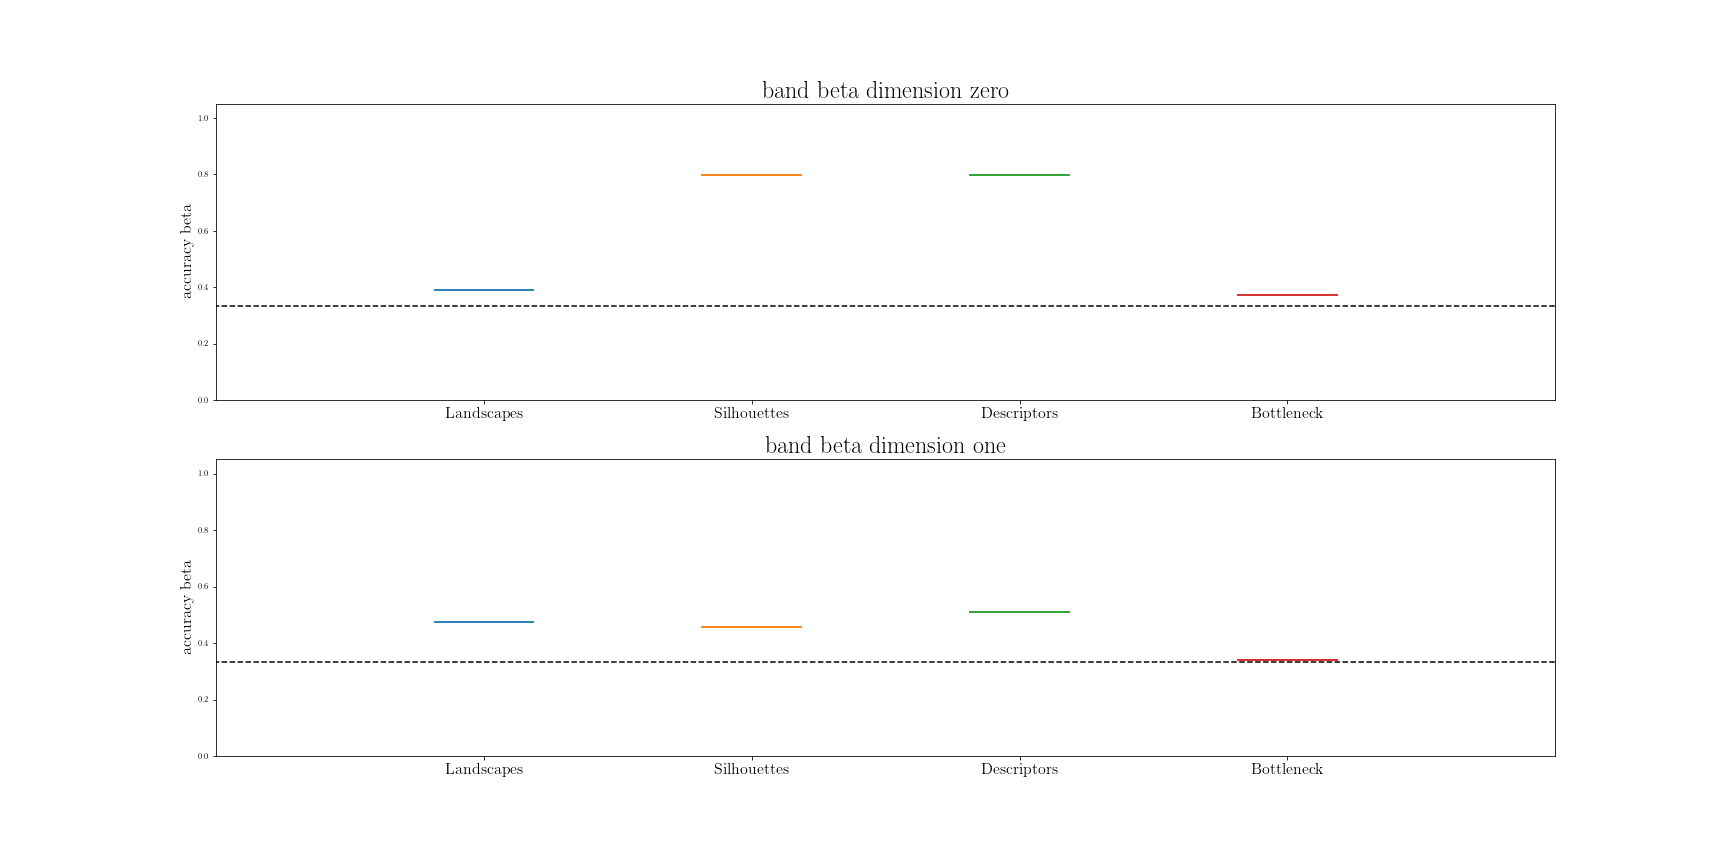 band beta dimension zero
accuracy beta
1.0
0.8
0.6
0.4
0.2
0.0
Landscapes Silhouettes Descriptors Bottleneck
band beta dimension one
accuracy beta
1.0
0.8
0.6
0.4
0.2
0.0
Landscapes Silhouettes Descriptors Bottleneck